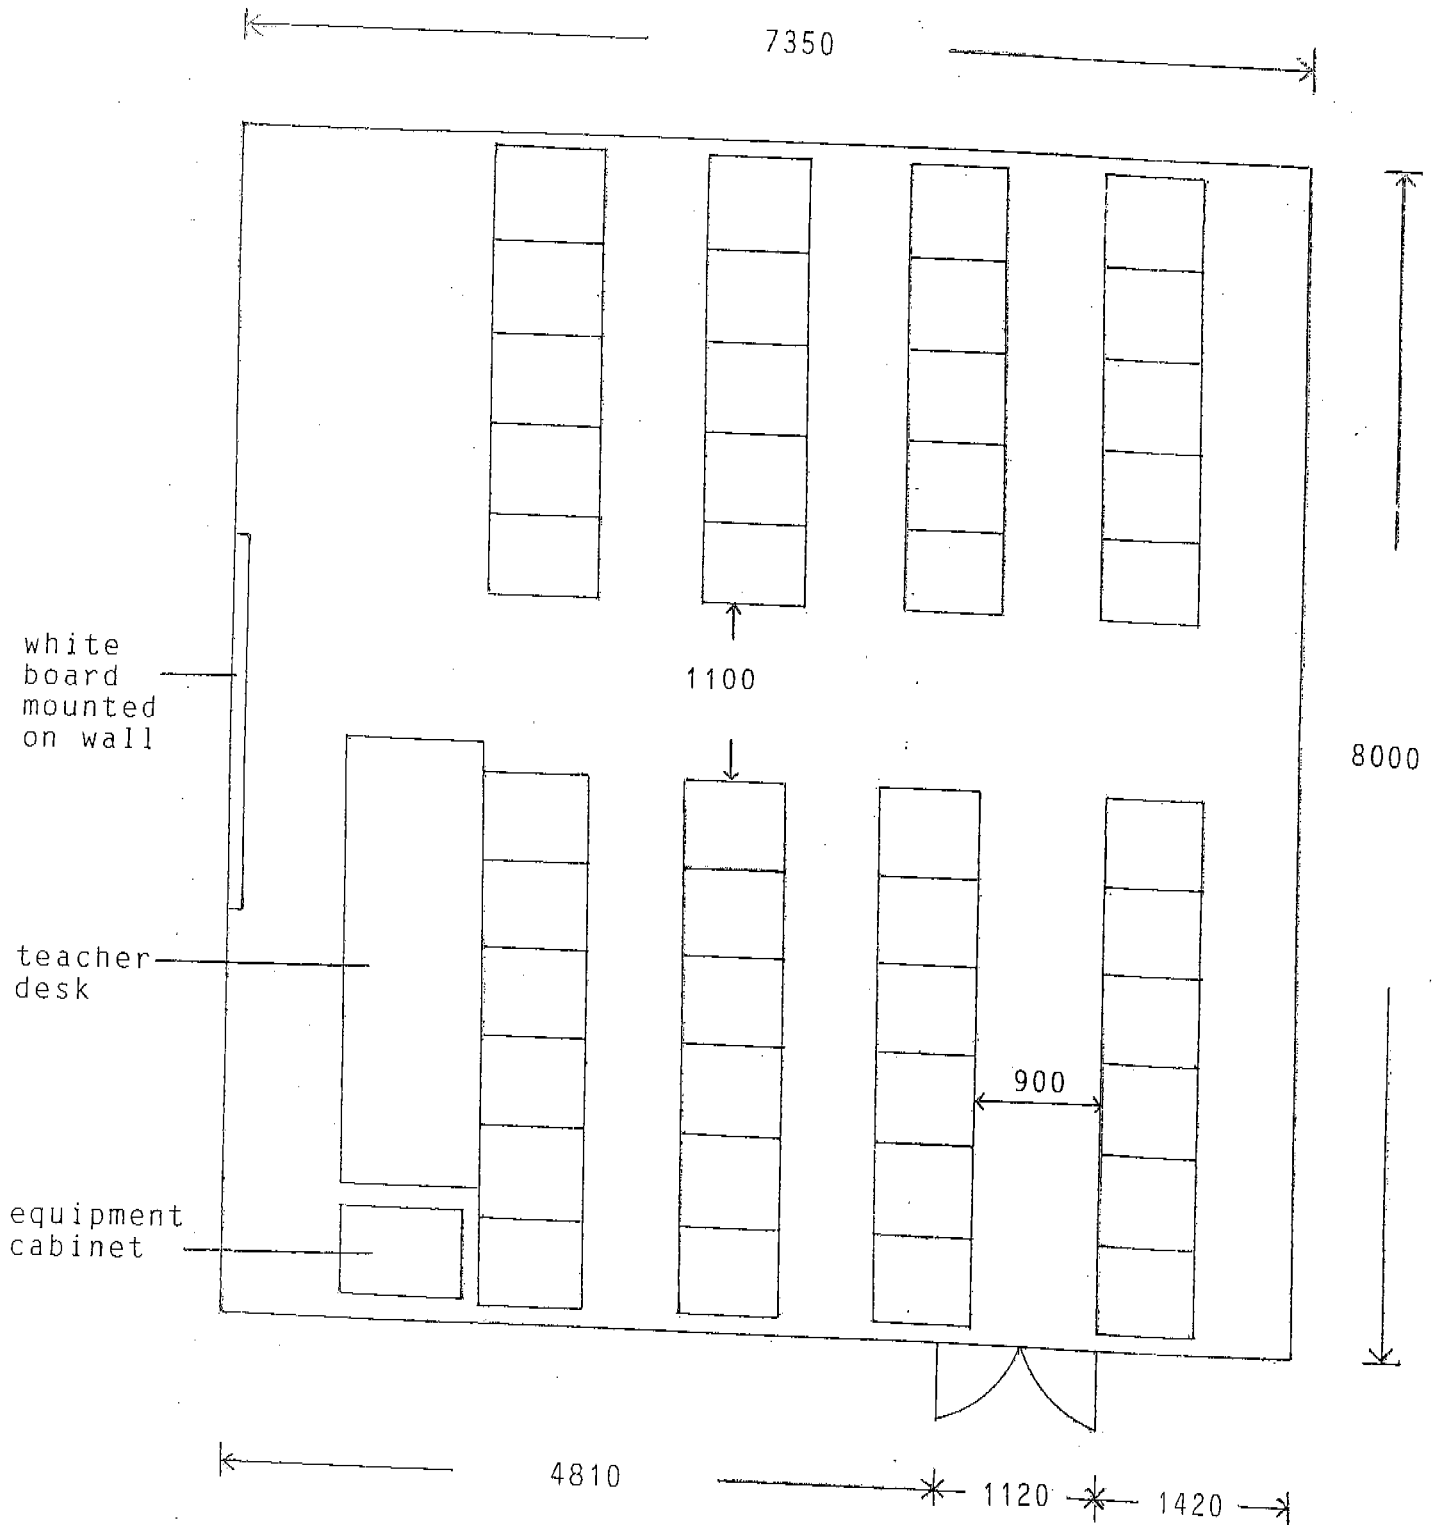 7350
white
board
mounted
on wall
1100
8000
teacher
desk
900
equipment
cabinet
4810
1120
1420